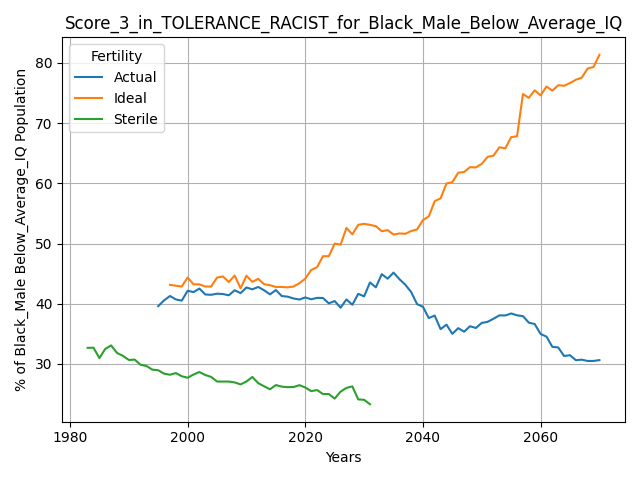 Score_3_in_TOLERANCE_RACIST_for_Black_Male_Below_Average_IQ
Fertility
Actual
Ideal
Sterile
% of Black_Male Below_Average_IQ Population
80
70
60
50
40
30
1980
2000
2020
2040
2060
Years